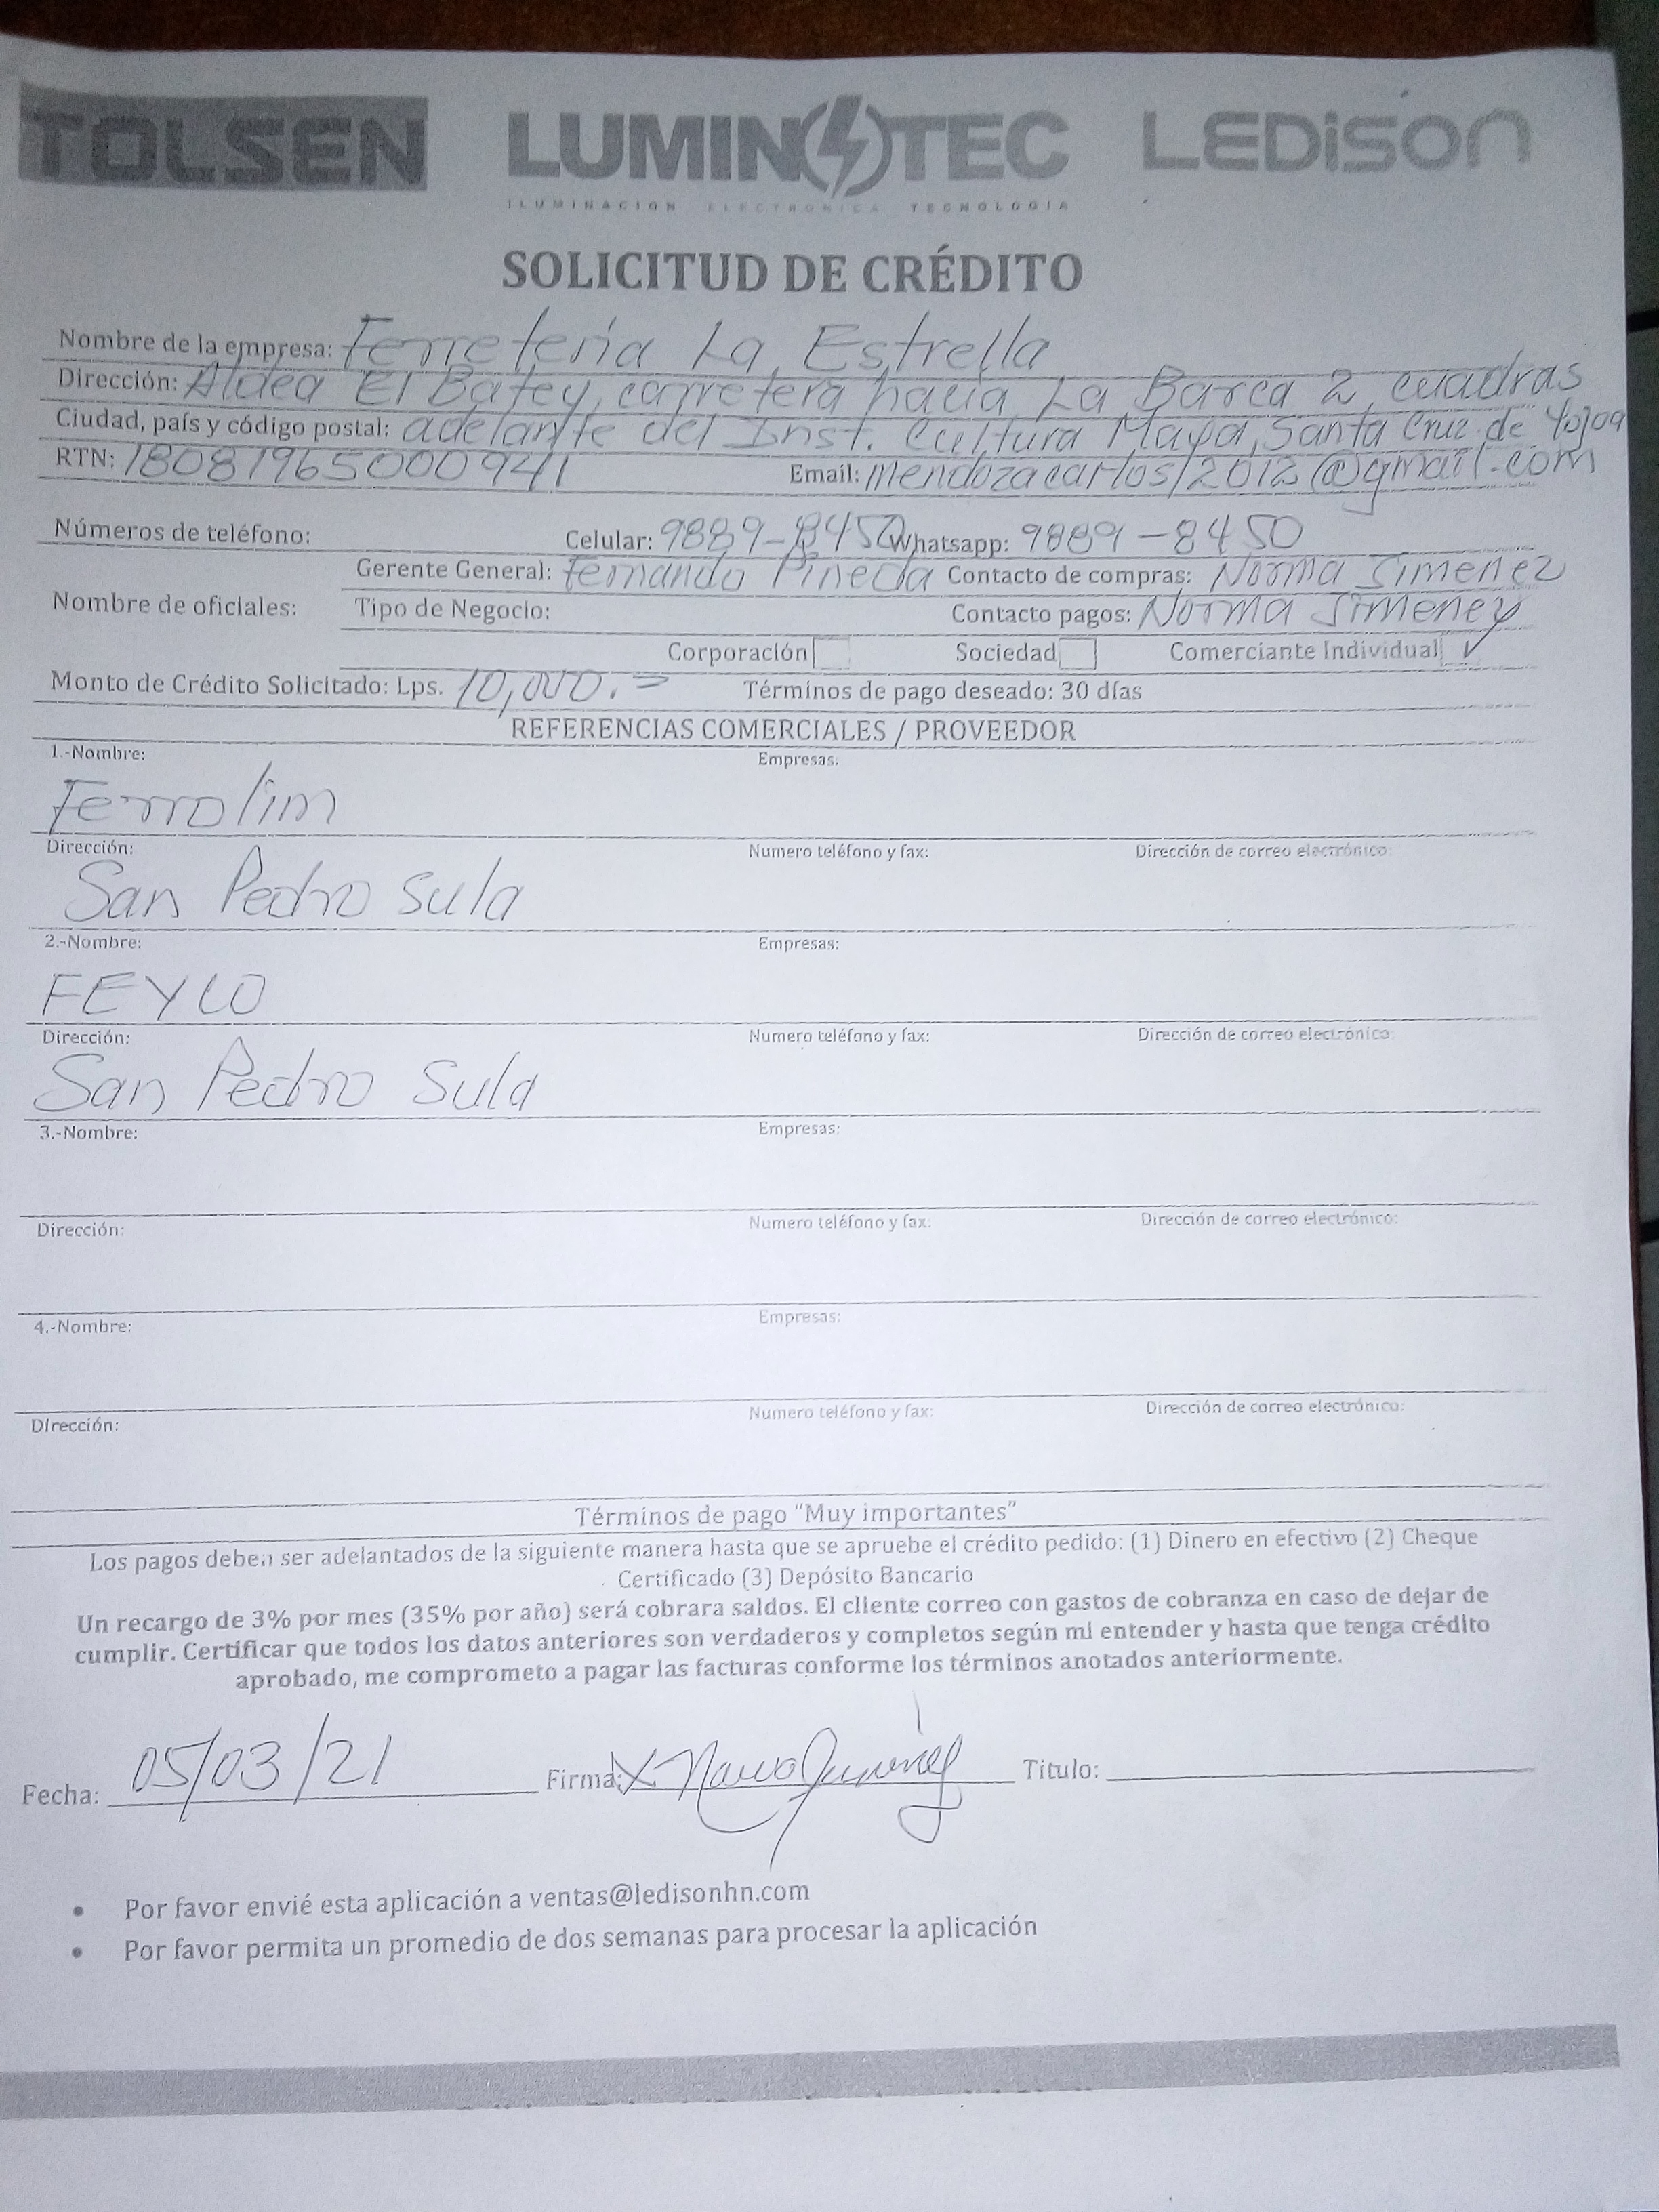 TOLSEN LUMINOTEC LEDISON
ILUMINACION ELECTRONICA TECNOLOGIA
SOLICITUD DE CRÉDITO
Nombre de la empresa: Ferretería La Estrella
Dirección: Aldea El Batey, carretera hacia La Barca 2 cuadras
Ciudad, país y código postal: adelante del Inst. Cultura Maya, Santa Cruz de Yojoa
RTN: 18081965000941 Email: mendozacarlos12012@gmail.com
Números de teléfono: Celular: 9889-8450 Whatsapp: 9889-8450
Gerente General: Fernando Pineda Contacto de compras: Norma Jimenez
Nombre de oficiales: Tipo de Negocio: Contacto pagos: Norma Jimenez
Corporación Sociedad Comerciante Individual ✓
Monto de Crédito Solicitado: Lps. 10,000.= Términos de pago deseado: 30 días
REFERENCIAS COMERCIALES / PROVEEDOR
1.-Nombre: Empresas:
Ferrolim
Dirección: Numero teléfono y fax: Dirección de correo electrónico:
San Pedro Sula
2.-Nombre: Empresas:
FEYCO
Dirección: Numero teléfono y fax: Dirección de correo electrónico:
San Pedro Sula
3.-Nombre: Empresas:
Dirección: Numero teléfono y fax: Dirección de correo electrónico:
4.-Nombre: Empresas:
Dirección: Numero teléfono y fax: Dirección de correo electrónico:
Términos de pago “Muy importantes”
Los pagos deben ser adelantados de la siguiente manera hasta que se apruebe el crédito pedido: (1) Dinero en efectivo (2) Cheque
Certificado (3) Depósito Bancario
Un recargo de 3% por mes (35% por año) será cobrara saldos. El cliente correo con gastos de cobranza en caso de dejar de
cumplir. Certificar que todos los datos anteriores son verdaderos y completos según mi entender y hasta que tenga crédito
aprobado, me comprometo a pagar las facturas conforme los términos anotados anteriormente.
Fecha: 05/03/21 Firma: X Titulo:
• Por favor envié esta aplicación a ventas@ledisonhn.com
• Por favor permita un promedio de dos semanas para procesar la aplicación